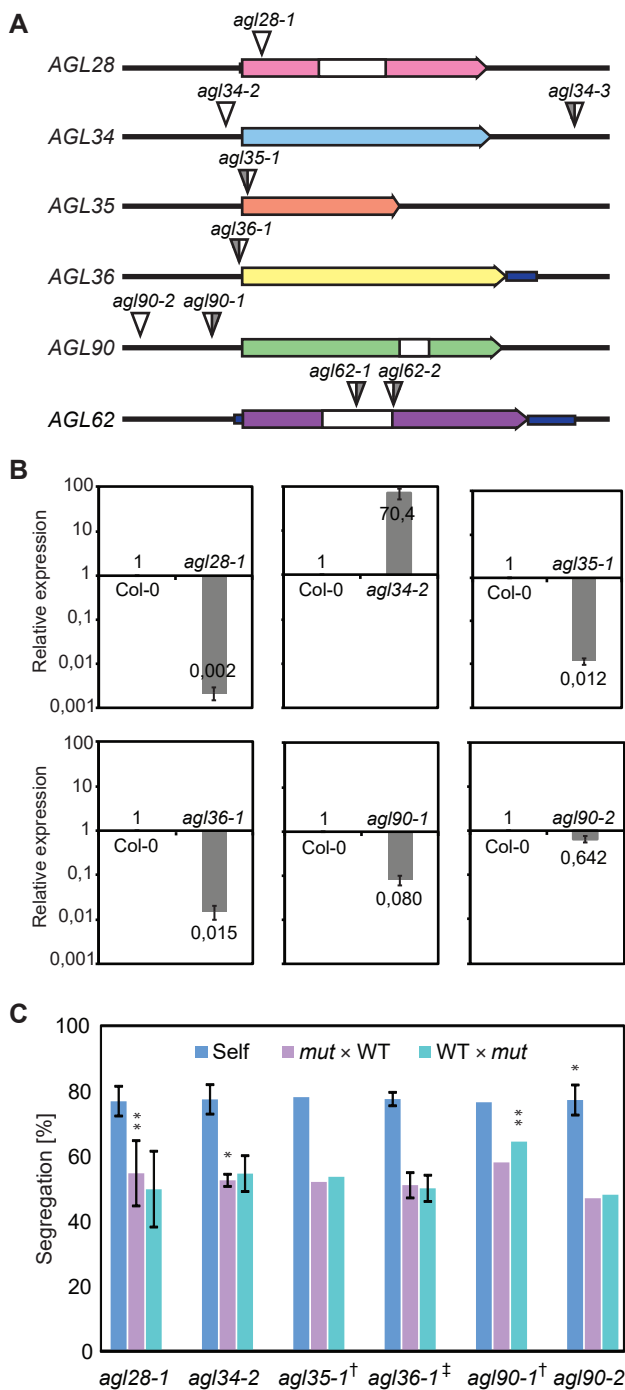 A
agl28-1
AGL28
agl34-2
agl34-3
AGL34
agl35-1
AGL35
agl36-1
AGL36
agl90-2
agl90-1
AGL90
agl62-1
agl62-2
AGL62
B
Relative expression
100
10
1
0,1
0,01
0,001
1
agl28-1
Col-0
0,002
70,4
1
Col-0
agl34-2
1
agl35-1
Col-0
0,012
Relative expression
100
10
1
0,1
0,01
0,001
1
agl36-1
Col-0
0,015
1
agl90-1
Col-0
0,080
1
agl90-2
Col-0
0,642
C
Segregation [%]
100
80
60
40
20
0
Self
mut × WT
WT × mut
**
*
**
*
agl28-1
agl34-2
agl35-1†
agl36-1‡
agl90-1†
agl90-2